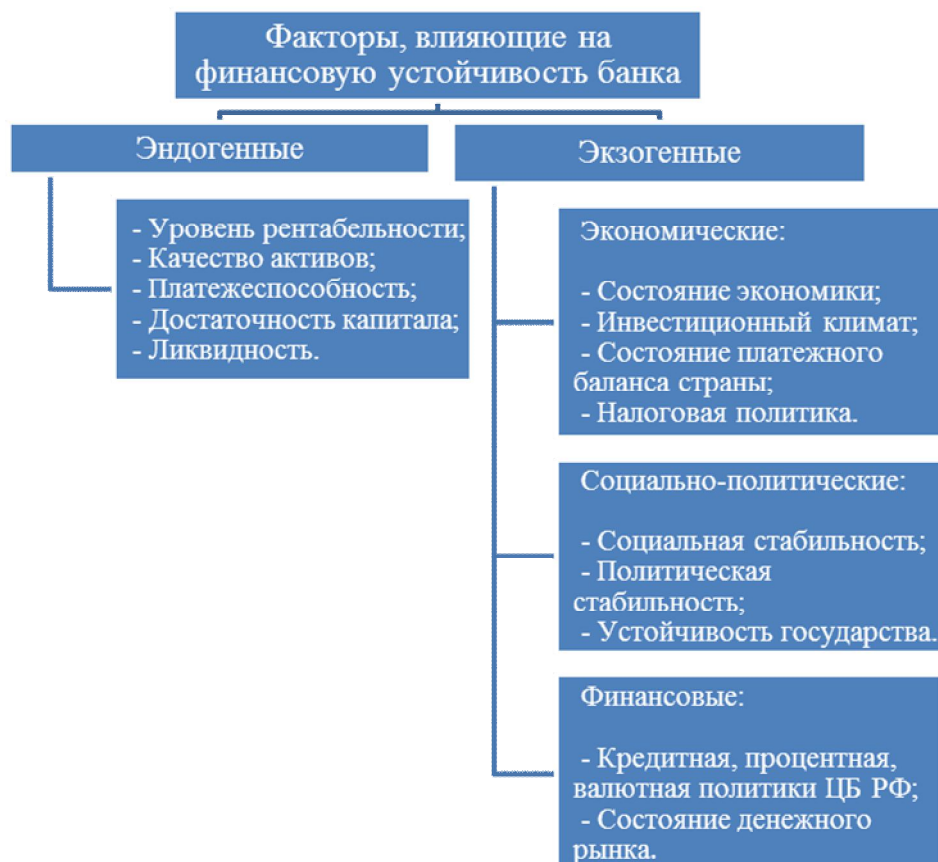 Факторы, влияющие на
финансовую устойчивость банка
Эндогенные
Экзогенные
- Уровень рентабельности;
- Качество активов;
- Платежеспособность;
- Достаточность капитала;
- Ликвидность.
Экономические:
- Состояние экономики;
- Инвестиционный климат;
- Состояние платежного
баланса страны;
- Налоговая политика.
Социально-политические:
- Социальная стабильность;
- Политическая
стабильность;
- Устойчивость государства.
Финансовые:
- Кредитная, процентная,
валютная политики ЦБ РФ;
- Состояние денежного
рынка.